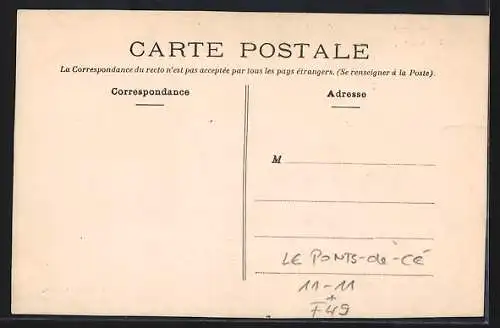 CARTE POSTALE
La Correspondance du recto n'est pas acceptée par tous les pays étrangers. (Se renseigner à la Poste).
Correspondance
Adresse
M
LE PONTS-de-CÉ
11-11
*
F49